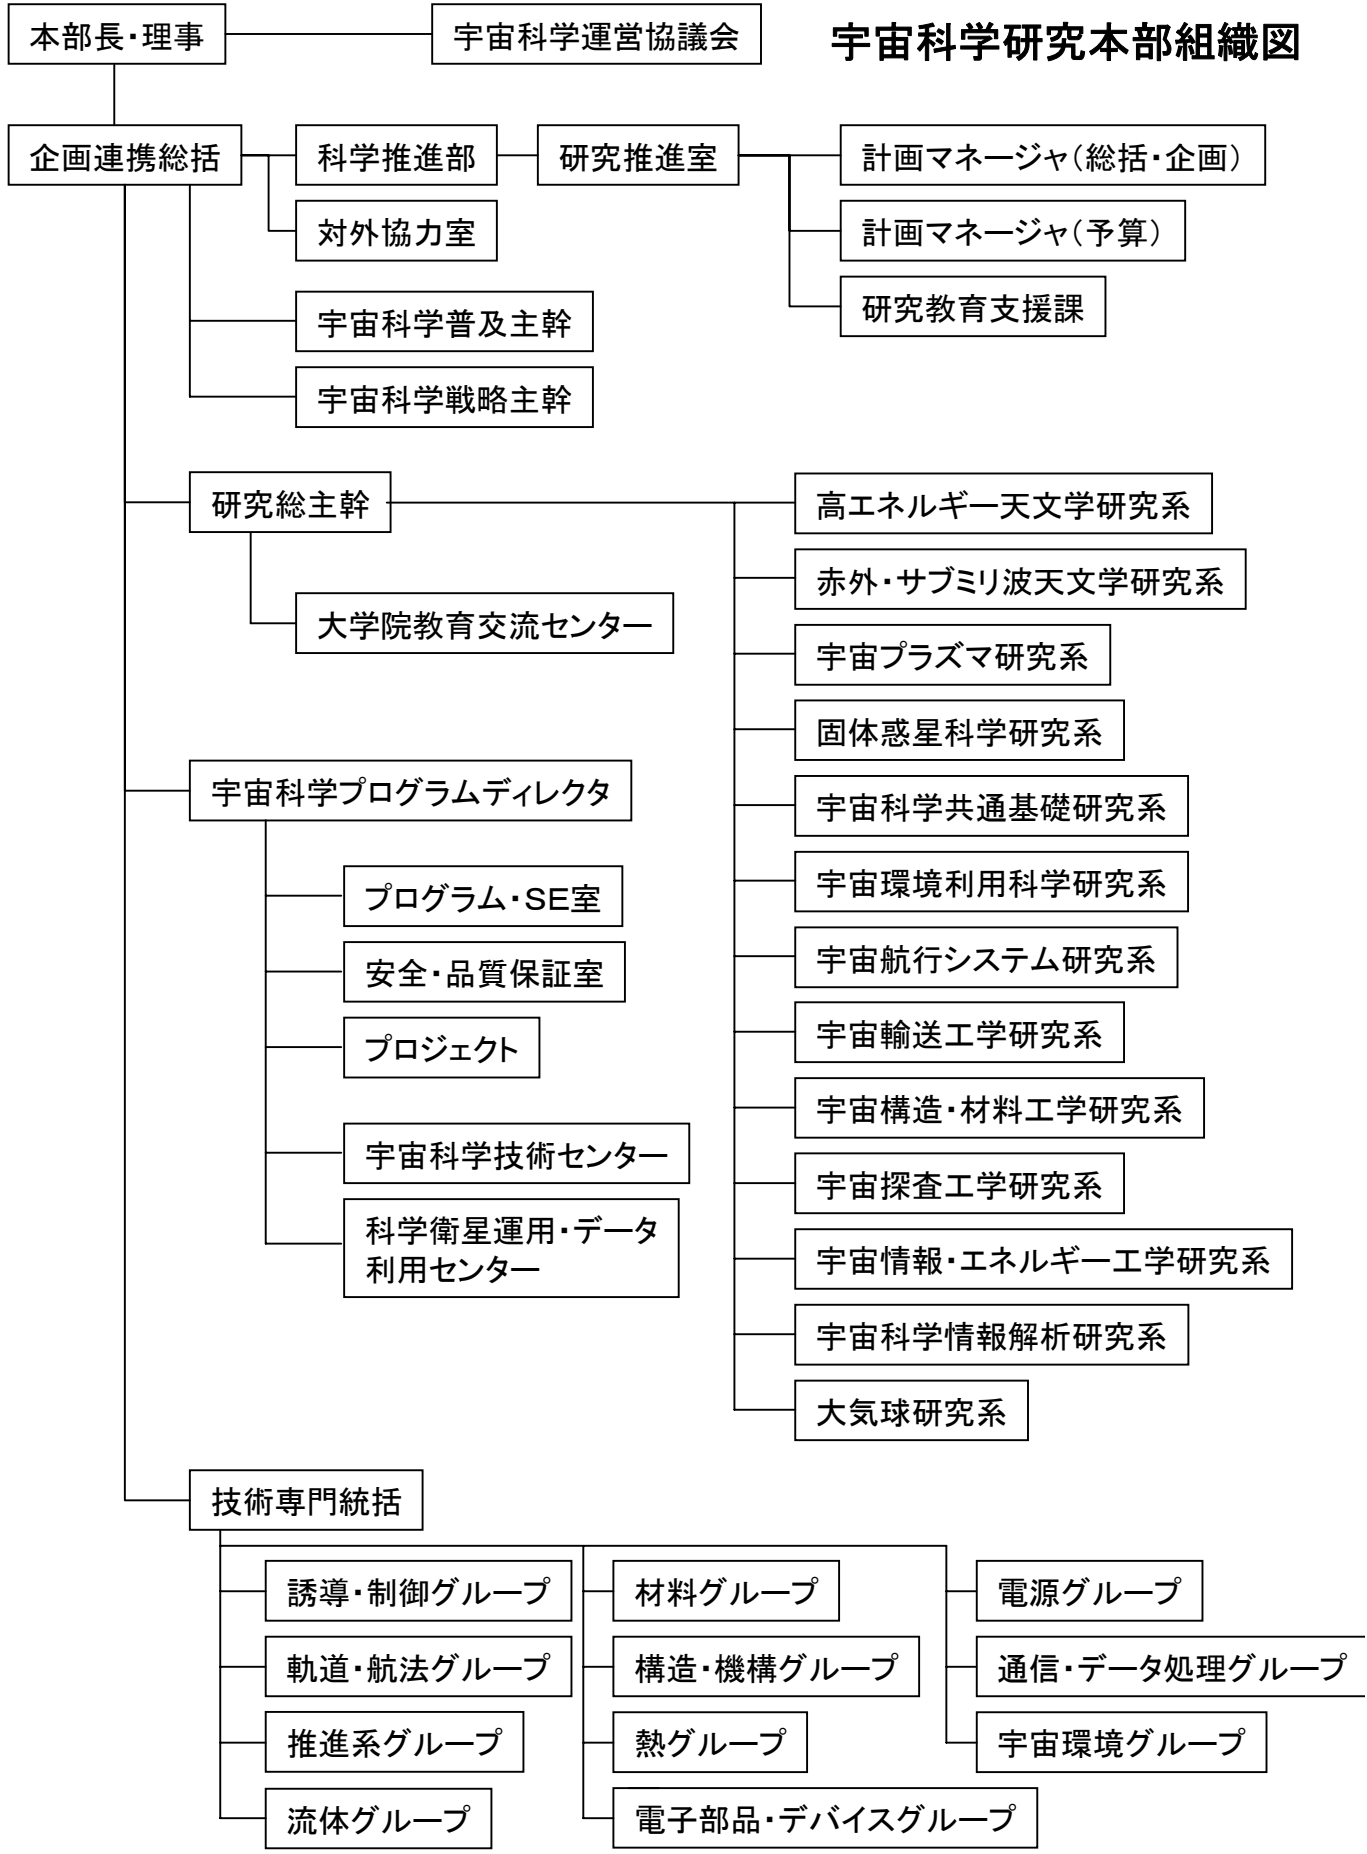 宇宙科学研究本部組織図
本部長・理事
宇宙科学運営協議会
企画連携総括
科学推進部
研究推進室
計画マネージャ(総括・企画)
対外協力室
計画マネージャ(予算)
研究教育支援課
宇宙科学普及主幹
宇宙科学戦略主幹
研究総主幹
大学院教育交流センター
高エネルギー天文学研究系
赤外・サブミリ波天文学研究系
宇宙プラズマ研究系
固体惑星科学研究系
宇宙科学共通基礎研究系
宇宙環境利用科学研究系
宇宙航行システム研究系
宇宙輸送工学研究系
宇宙構造・材料工学研究系
宇宙探査工学研究系
宇宙情報・エネルギー工学研究系
宇宙科学情報解析研究系
大気球研究系
宇宙科学プログラムディレクタ
プログラム・SE室
安全・品質保証室
プロジェクト
宇宙科学技術センター
科学衛星運用・データ
利用センター
技術専門統括
誘導・制御グループ
軌道・航法グループ
推進系グループ
流体グループ
材料グループ
構造・機構グループ
熱グループ
電子部品・デバイスグループ
電源グループ
通信・データ処理グループ
宇宙環境グループ